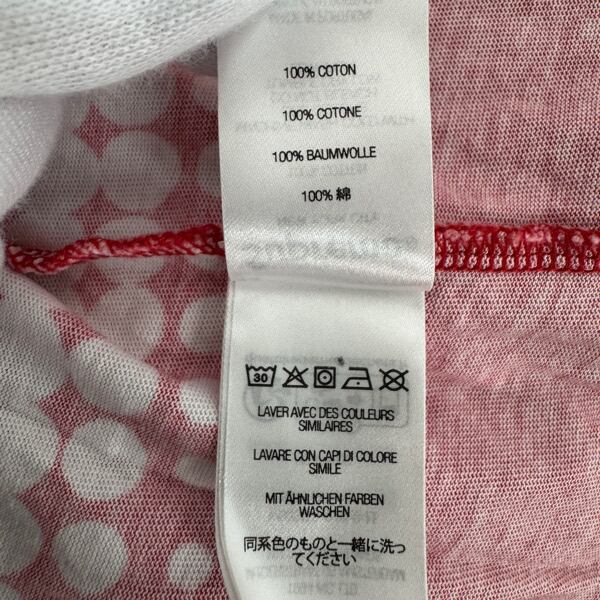 100% COTON
100% COTONE
100% BAUMWOLLE
100% 綿
30
LAVER AVEC DES COULEURS
SIMILAIRES
LAVARE CON CAPI DI COLORE
SIMILE
MIT ÄHNLICHEN FARBEN
WASCHEN
同系色のものと一緒に洗っ
てください